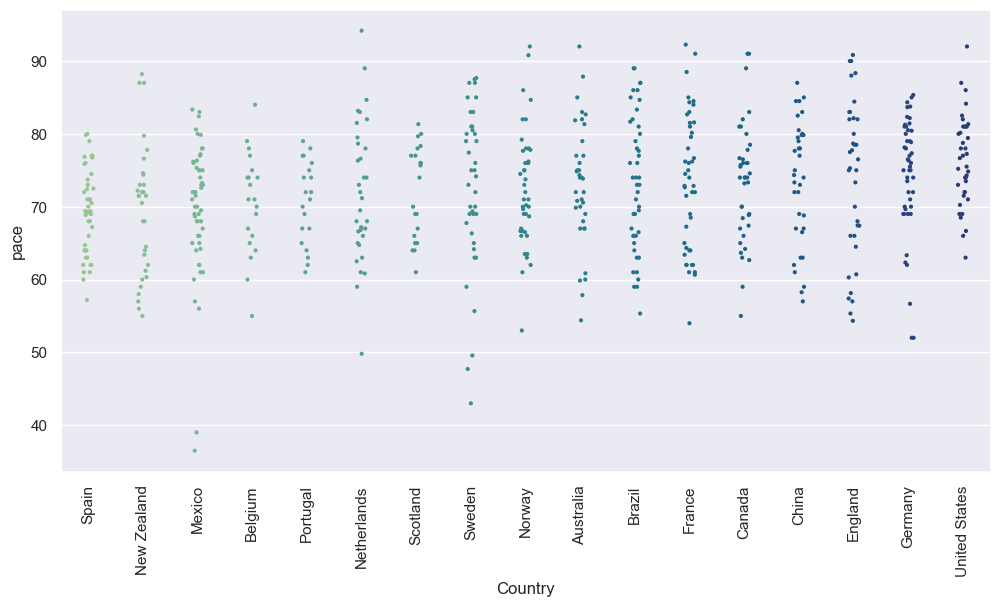 90
80
70
60
50
40
pace
Spain
New Zealand
Mexico
Belgium
Portugal
Netherlands
Scotland
Sweden
Norway
Australia
Brazil
France
Canada
China
England
Germany
United States
Country